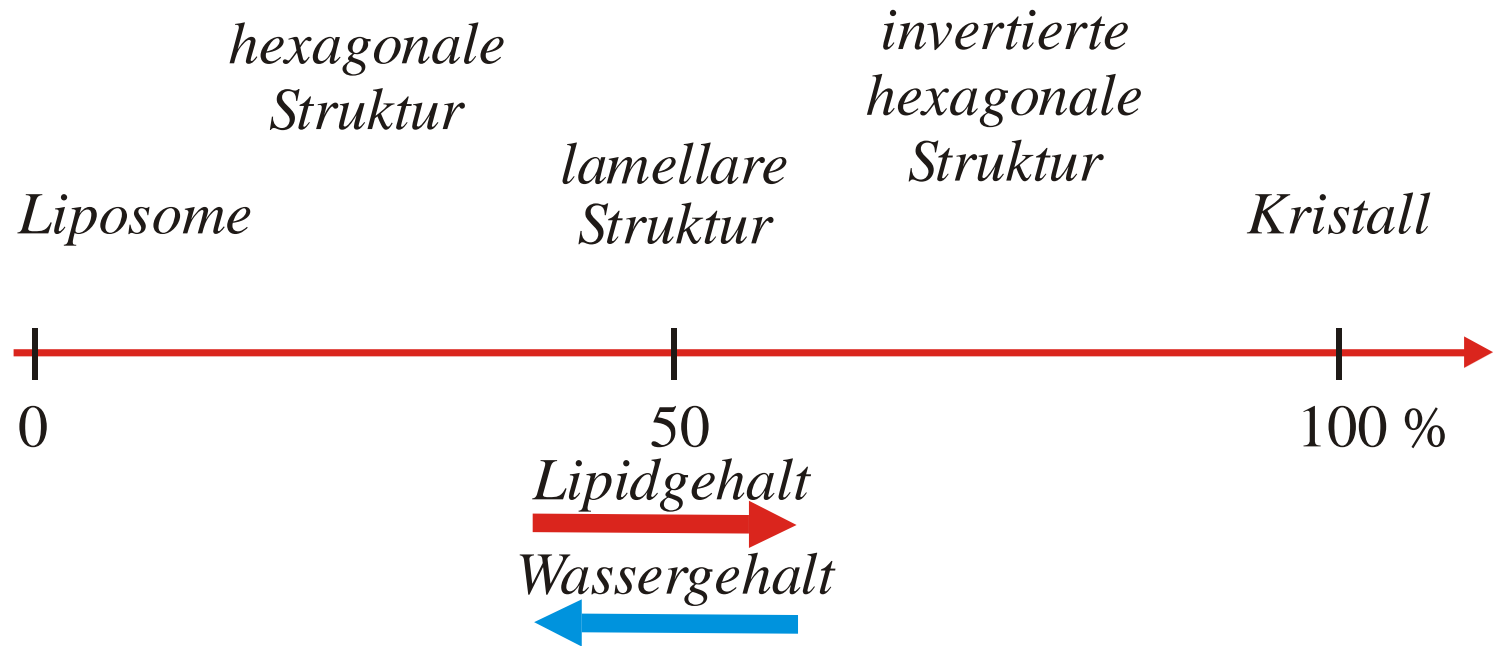 hexagonale
Struktur
invertierte
hexagonale
Struktur
lamellare
Struktur
Liposome
Kristall
0
50
100 %
Lipidgehalt
Wassergehalt